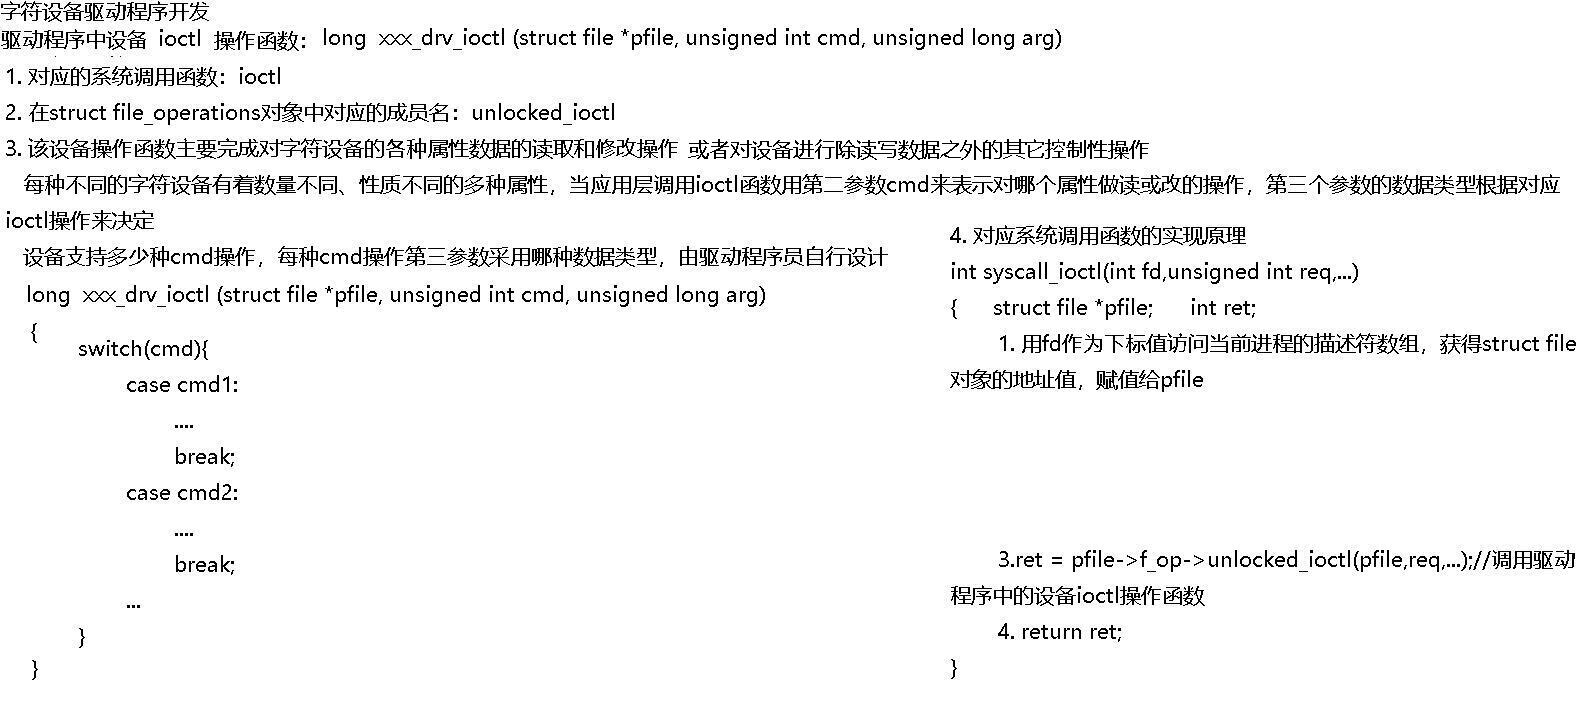 字符设备驱动程序开发
驱动程序中设备 ioctl 操作函数：long xxx_drv_ioctl (struct file *pfile, unsigned int cmd, unsigned long arg)
1. 对应的系统调用函数：ioctl
2. 在struct file_operations对象中对应的成员名：unlocked_ioctl
3. 该设备操作函数主要完成对字符设备的各种属性数据的读取和修改操作 或者对设备进行除读写数据之外的其它控制性操作
每种不同的字符设备有着数量不同、性质不同的多种属性，当应用层调用ioctl函数用第二参数cmd来表示对哪个属性做读或改的操作，第三个参数的数据类型根据对应
ioctl操作来决定
设备支持多少种cmd操作，每种cmd操作第三参数采用哪种数据类型，由驱动程序员自行设计
long xxx_drv_ioctl (struct file *pfile, unsigned int cmd, unsigned long arg)
{
switch(cmd){
case cmd1:
....
break;
case cmd2:
....
break;
...
}
}
4. 对应系统调用函数的实现原理
int syscall_ioctl(int fd,unsigned int req,...)
{ struct file *pfile; int ret;
1. 用fd作为下标值访问当前进程的描述符数组，获得struct file
对象的地址值，赋值给pfile
3.ret = pfile->f_op->unlocked_ioctl(pfile,req,...);//调用驱动
程序中的设备ioctl操作函数
4. return ret;
}